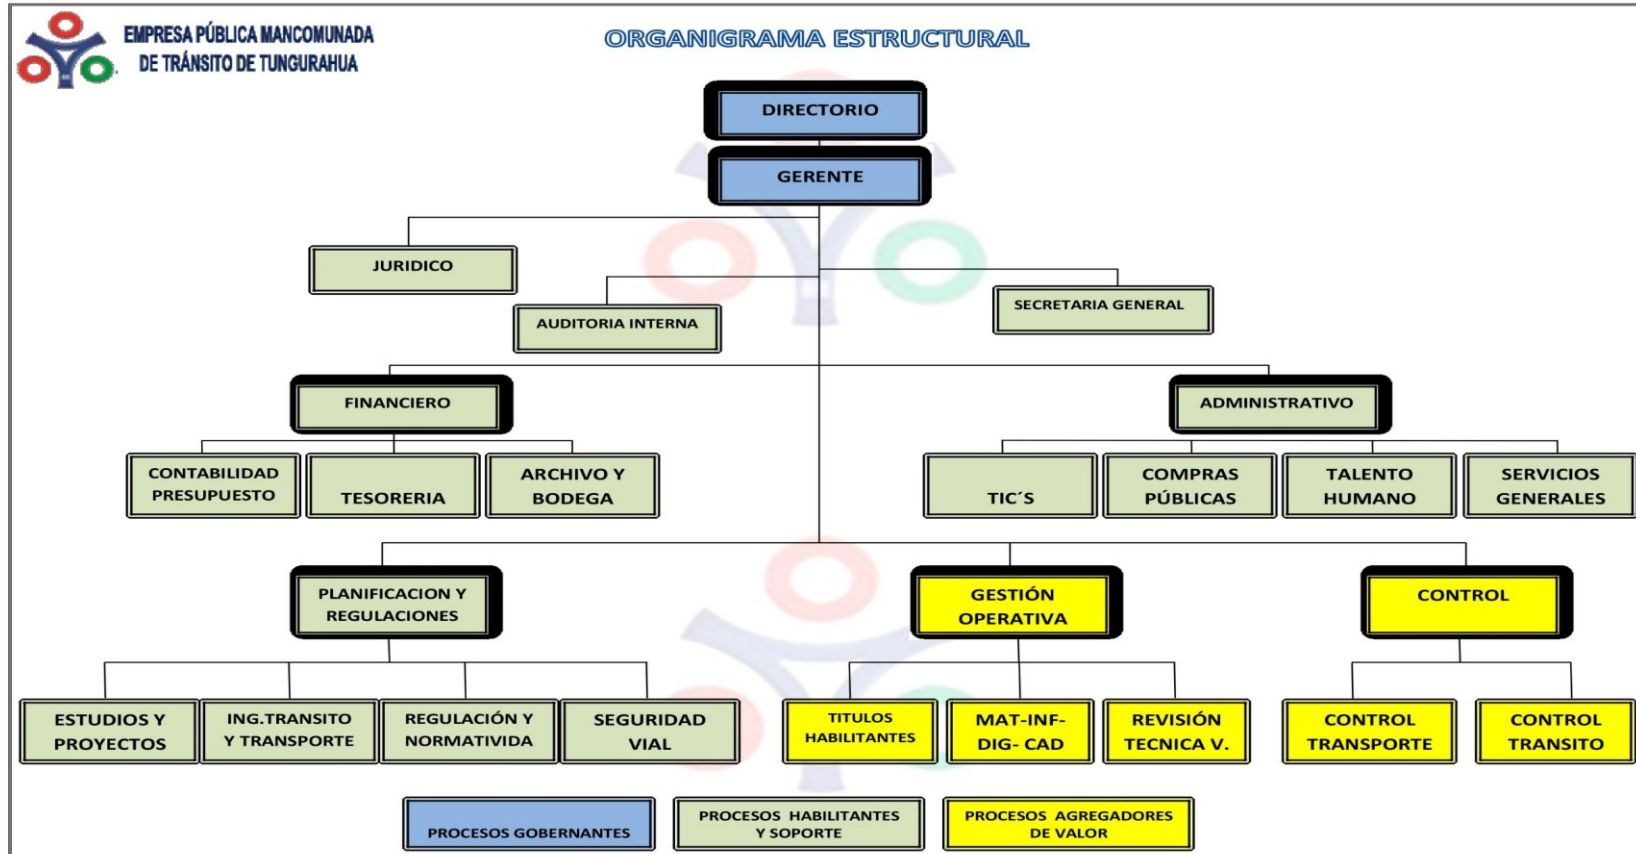 EMPRESA PÚBLICA MANCOMUNADA
DE TRÁNSITO DE TUNGURAHUA
ORGANIGRAMA ESTRUCTURAL
DIRECTORIO
GERENTE
JURIDICO
AUDITORIA INTERNA
SECRETARIA GENERAL
FINANCIERO
ADMINISTRATIVO
CONTABILIDAD
PRESUPUESTO
TESORERIA
ARCHIVO Y
BODEGA
TIC´S
COMPRAS
PÚBLICAS
TALENTO
HUMANO
SERVICIOS
GENERALES
PLANIFICACION Y
REGULACIONES
GESTIÓN
OPERATIVA
CONTROL
ESTUDIOS Y
PROYECTOS
ING.TRANSITO
Y TRANSPORTE
REGULACIÓN Y
NORMATIVIDA
SEGURIDAD
VIAL
TITULOS
HABILITANTES
MAT-INF-
DIG- CAD
REVISIÓN
TECNICA V.
CONTROL
TRANSPORTE
CONTROL
TRANSITO
PROCESOS GOBERNANTES
PROCESOS HABILITANTES
Y SOPORTE
PROCESOS AGREGADORES
DE VALOR